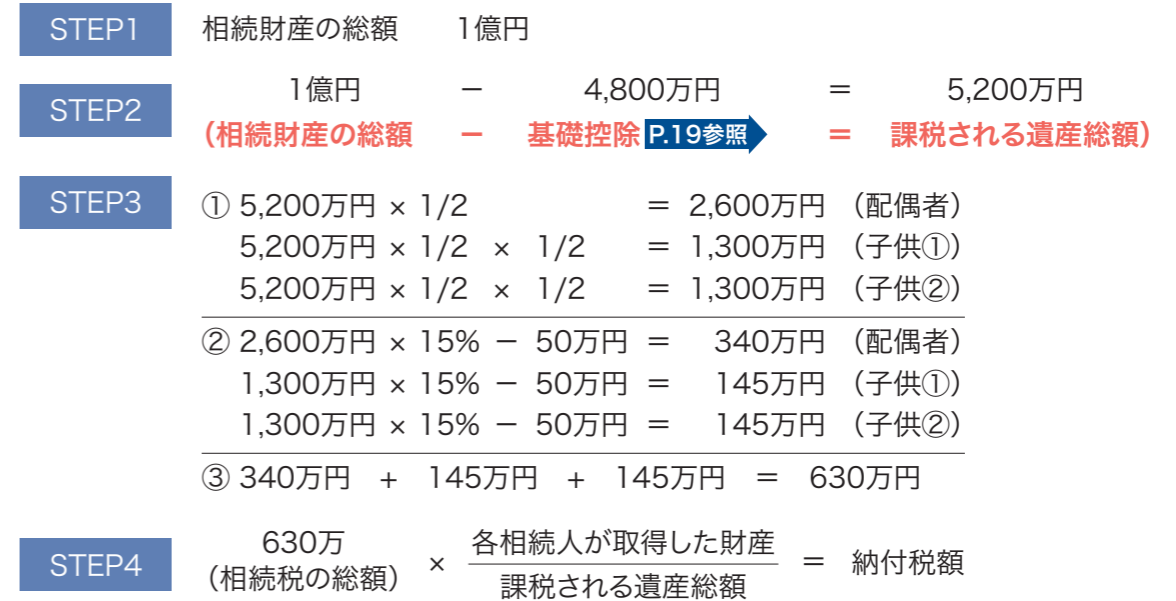 STEP1 相続財産の総額 1億円
STEP2 1億円 － 4,800万円 ＝ 5,200万円
（相続財産の総額 － 基礎控除 P.19参照 ＝ 課税される遺産総額）
STEP3 ① 5,200万円 × 1/2 ＝ 2,600万円 （配偶者）
5,200万円 × 1/2 × 1/2 ＝ 1,300万円 （子供①）
5,200万円 × 1/2 × 1/2 ＝ 1,300万円 （子供②）
② 2,600万円 × 15% － 50万円 ＝ 340万円 （配偶者）
1,300万円 × 15% － 50万円 ＝ 145万円 （子供①）
1,300万円 × 15% － 50万円 ＝ 145万円 （子供②）
③ 340万円 + 145万円 + 145万円 ＝ 630万円
STEP4 630万
（相続税の総額） × 各相続人が取得した財産
課税される遺産総額 ＝ 納付税額